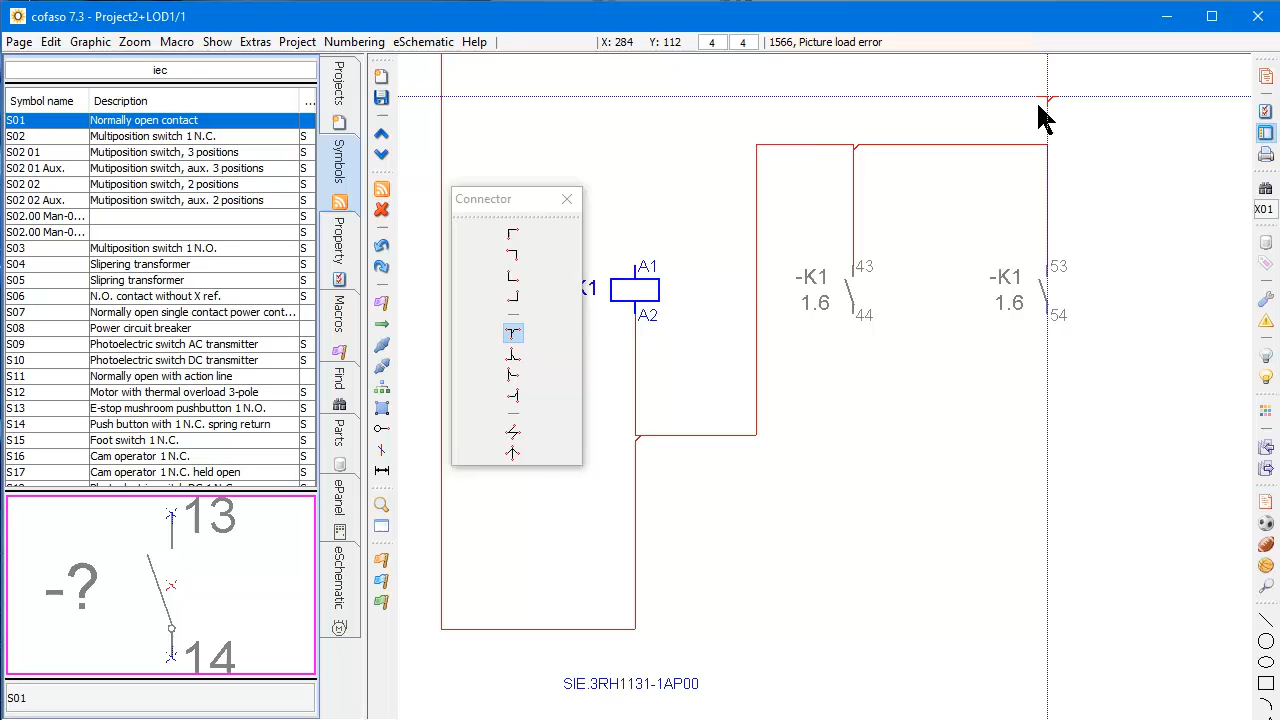 cofaso 7.3 - Project2+LOD1/1
Page Edit Graphic Zoom Macro Show Extras Project Numbering eSchematic Help X: 284 Y: 112 4 4 1566, Picture load error
iec
Symbol name Description ...
S01 Normally open contact
S02 Multiposition switch 1 N.C. S
S02 01 Mutiposition switch, 3 positions S
S02 01 Aux. Mutiposition switch, aux. 3 positions S
S02 02 Mutiposition switch, 2 positions S
S02 02 Aux. Mutiposition switch, aux. 2 positions S
S02.00 Man-0... S
S02.00 Man-0... S
S03 Multiposition switch 1 N.O. S
S04 Slipering transformer S
S05 Slipring transformer S
S06 N.O. contact without X ref. S
S07 Normally open single contact power cont... S
S08 Power circuit breaker S
S09 Photoelectric switch AC transmitter S
S10 Photoelectric switch DC transmitter S
S11 Normally open with action line S
S12 Motor with thermal overload 3-pole S
S13 E-stop mushroom pushbutton 1 N.O. S
S14 Push button with 1 N.C. spring return S
S15 Foot switch 1 N.C. S
S16 Cam operator 1 N.C. S
S17 Cam operator 1 N.C. held open S
13
-?
14
S01
Projects
Symbols
Property
Macros
Find
Parts
ePanel
eSchematic
Connector
K1
A1
A2
-K1
1.6
43
44
-K1
1.6
53
54
SIE.3RH1131-1AP00
X01